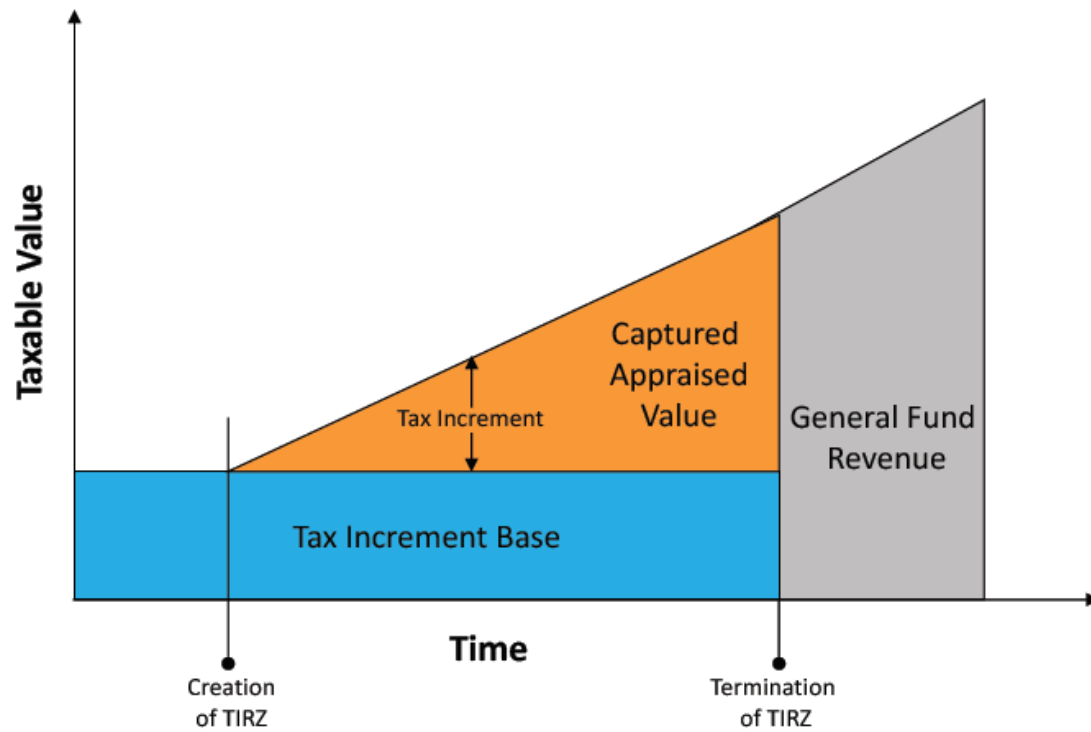 Taxable Value
Captured
Appraised
Value
Tax Increment
General Fund
Revenue
Tax Increment Base
Time
Creation
of TIRZ
Termination
of TIRZ